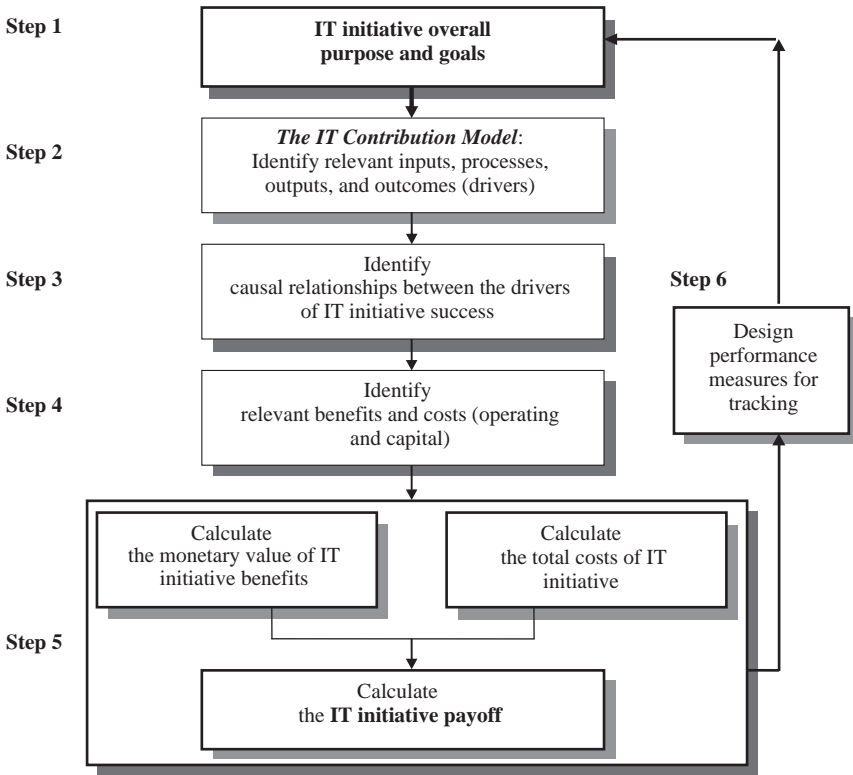 Step 1
IT initiative overall
purpose and goals
Step 2
The IT Contribution Model:
Identify relevant inputs, processes,
outputs, and outcomes (drivers)
Step 3
Identify
causal relationships between the drivers
of IT initiative success
Step 4
Identify
relevant benefits and costs (operating
and capital)
Step 5
Calculate
the monetary value of IT
initiative benefits
Calculate
the total costs of IT
initiative
Calculate
the IT initiative payoff
Step 6
Design
performance
measures for
tracking